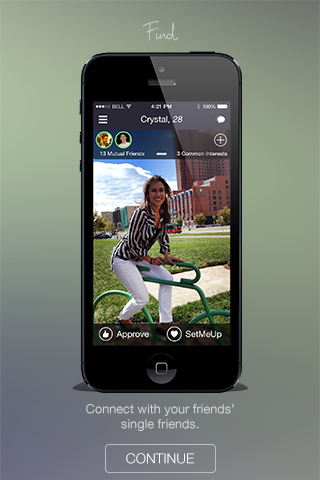 Find
BELL 4:21 PM 100%
Crystal, 28
13 Mutual Friends 3 Common Interests
Approve SetMeUp
Connect with your friends'
single friends.
CONTINUE